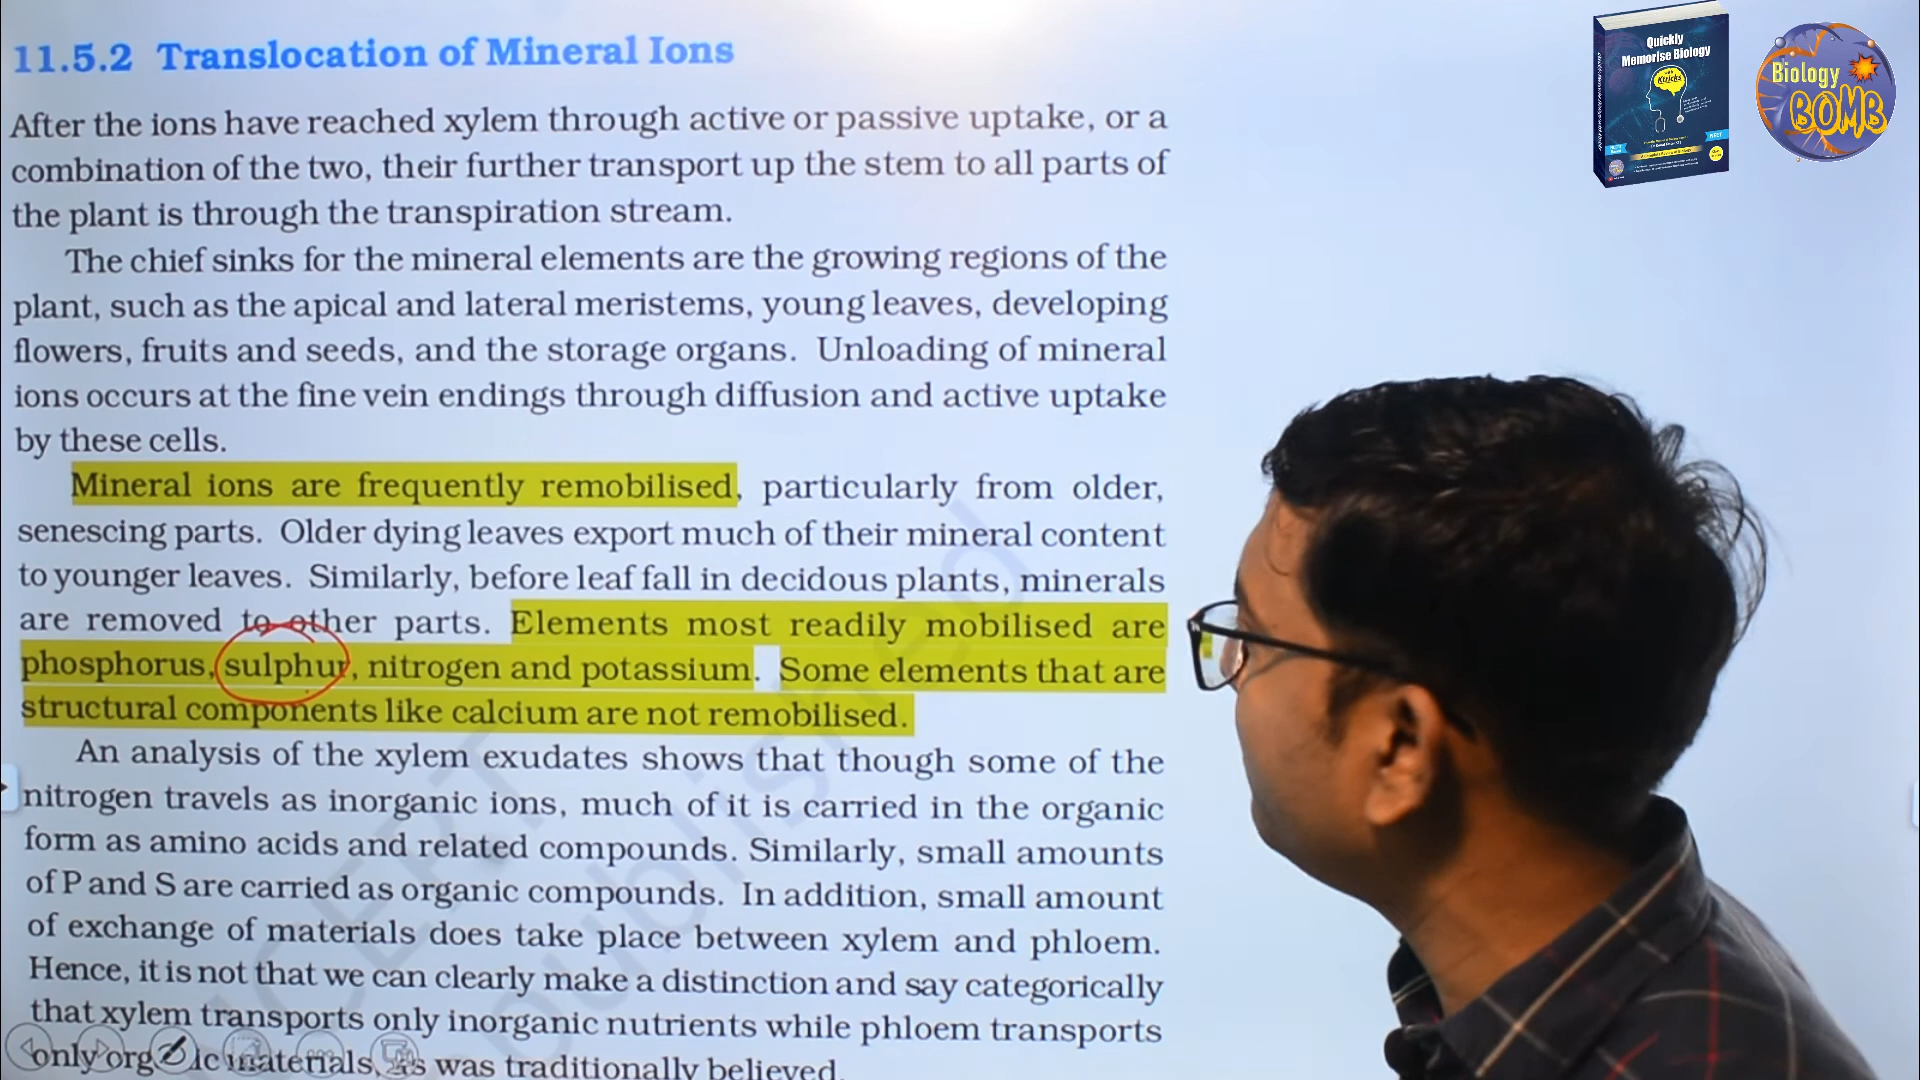 11.5.2 Translocation of Mineral Ions
After the ions have reached xylem through active or passive uptake, or a
combination of the two, their further transport up the stem to all parts of
the plant is through the transpiration stream.
The chief sinks for the mineral elements are the growing regions of the
plant, such as the apical and lateral meristems, young leaves, developing
flowers, fruits and seeds, and the storage organs. Unloading of mineral
ions occurs at the fine vein endings through diffusion and active uptake
by these cells.
Mineral ions are frequently remobilised, particularly from older,
senescing parts. Older dying leaves export much of their mineral content
to younger leaves. Similarly, before leaf fall in decidous plants, minerals
are removed to other parts. Elements most readily mobilised are
phosphorus, sulphur, nitrogen and potassium. Some elements that are
structural components like calcium are not remobilised.
An analysis of the xylem exudates shows that though some of the
nitrogen travels as inorganic ions, much of it is carried in the organic
form as amino acids and related compounds. Similarly, small amounts
of P and S are carried as organic compounds. In addition, small amount
of exchange of materials does take place between xylem and phloem.
Hence, it is not that we can clearly make a distinction and say categorically
that xylem transports only inorganic nutrients while phloem transports
only organic materials, as was traditionally believed.
Quickly
Memorise Biology
Ktricks
NEET
Biology
BOMB